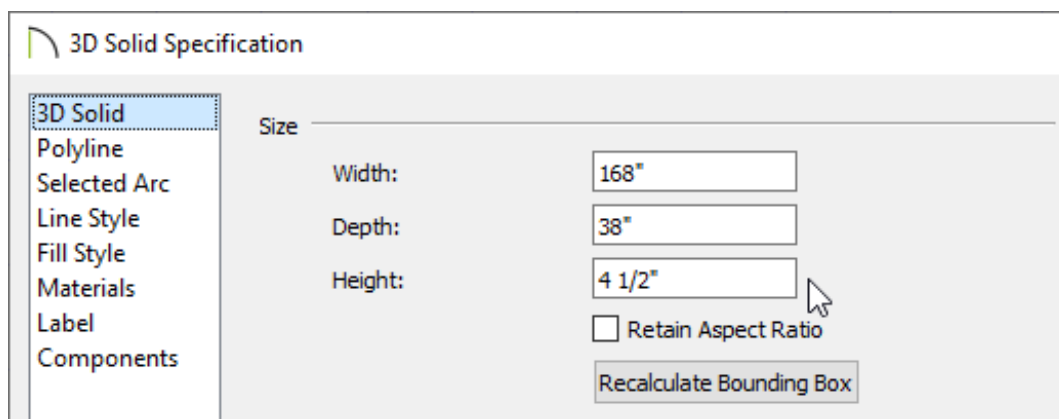 3D Solid Specification
3D Solid
Polyline
Selected Arc
Line Style
Fill Style
Materials
Label
Components
Size
Width: 168"
Depth: 38"
Height: 4 1/2"
Retain Aspect Ratio
Recalculate Bounding Box